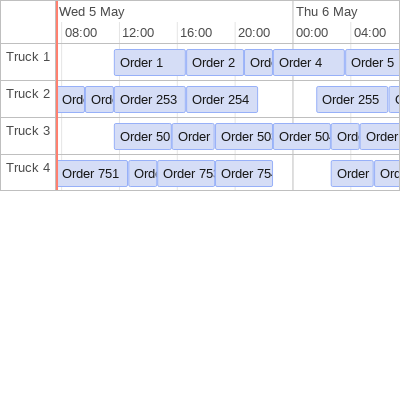 Wed 5 May Thu 6 May
08:00 12:00 16:00 20:00 00:00 04:00
Truck 1 Order 1 Order 2 Ord Order 4 Order 5
Truck 2 Ord Ord Order 253 Order 254 Order 255
Truck 3 Order 50 Order Order 50 Order 50 Ord Order
Truck 4 Order 751 Ord Order 75 Order 75 Order Ord